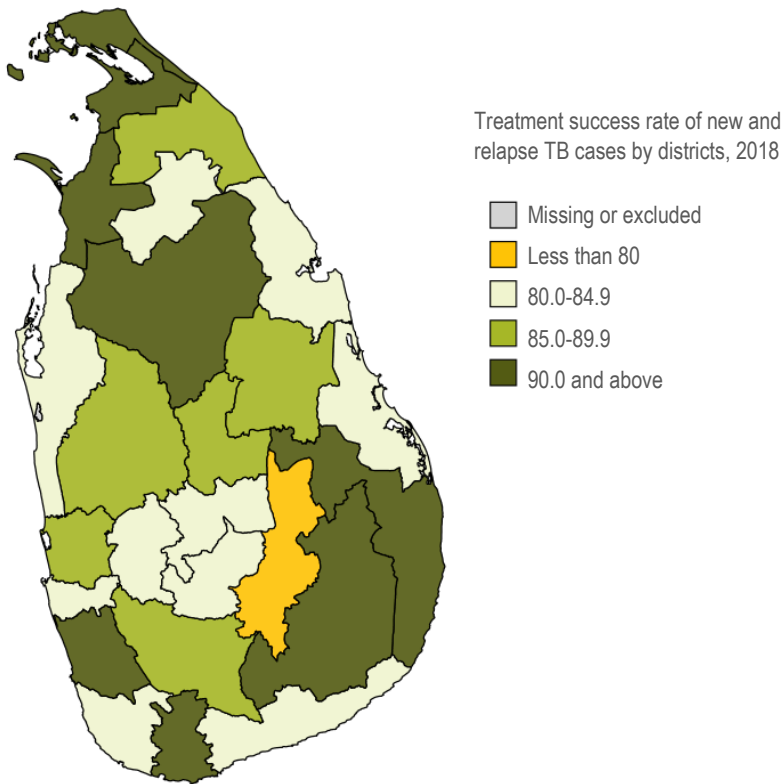 Treatment success rate of new and
relapse TB cases by districts, 2018
Missing or excluded
Less than 80
80.0-84.9
85.0-89.9
90.0 and above